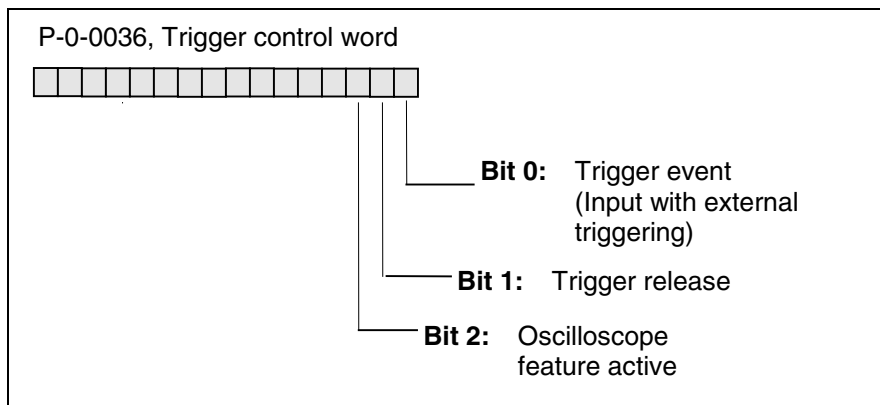 P-0-0036, Trigger control word
Bit 0: Trigger event
(Input with external
triggering)
Bit 1: Trigger release
Bit 2: Oscilloscope
feature active